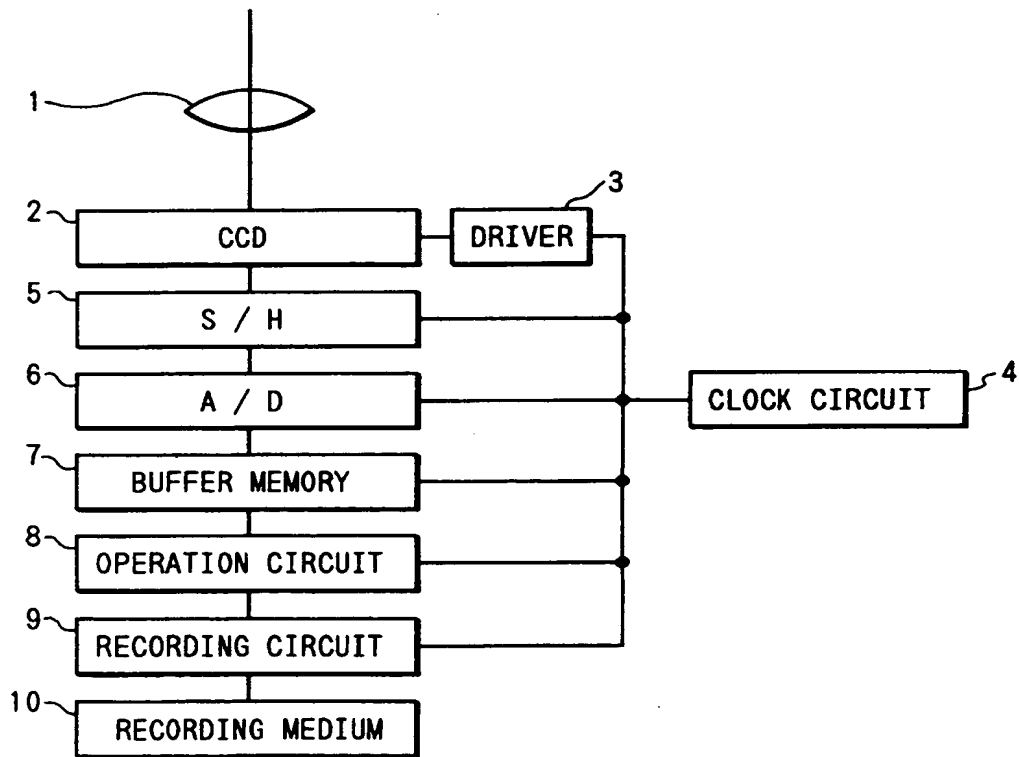 1
2
CCD
3
DRIVER
5
S / H
6
A / D
4
CLOCK CIRCUIT
7
BUFFER MEMORY
8
OPERATION CIRCUIT
9
RECORDING CIRCUIT
10
RECORDING MEDIUM